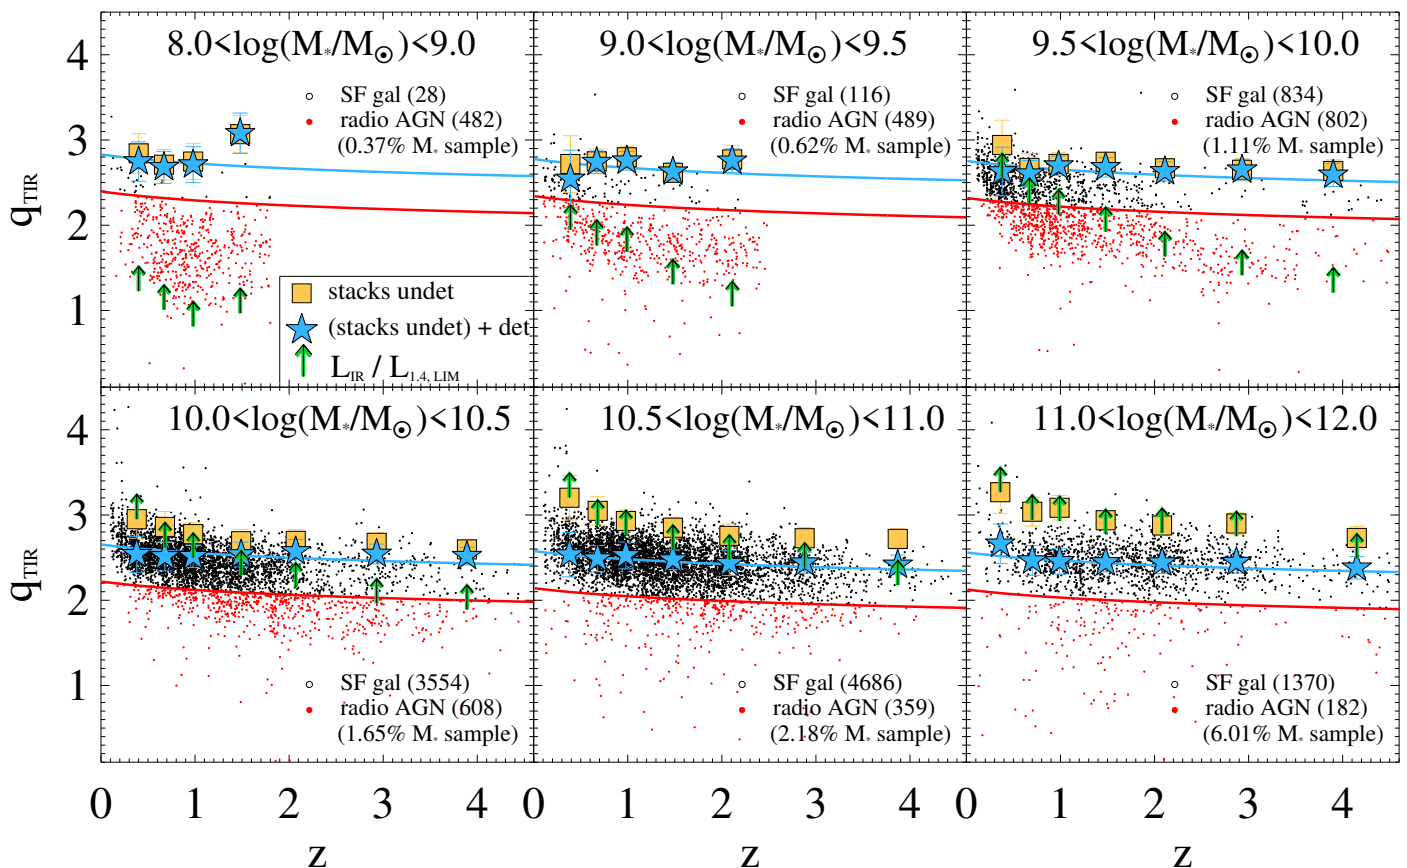 8.0<log(M*/M⊙)<9.0
SF gal (28)
radio AGN (482)
(0.37% M* sample)
9.0<log(M*/M⊙)<9.5
SF gal (116)
radio AGN (489)
(0.62% M* sample)
9.5<log(M*/M⊙)<10.0
SF gal (834)
radio AGN (802)
(1.11% M* sample)
4
3
2
1
qTIR
stacks undet
(stacks undet) + det
LIR / L1.4, LIM
10.0<log(M*/M⊙)<10.5
SF gal (3554)
radio AGN (608)
(1.65% M* sample)
10.5<log(M*/M⊙)<11.0
SF gal (4686)
radio AGN (359)
(2.18% M* sample)
11.0<log(M*/M⊙)<12.0
SF gal (1370)
radio AGN (182)
(6.01% M* sample)
4
3
2
1
qTIR
0 1 2 3 4
0 1 2 3 4
0 1 2 3 4
z
z
z